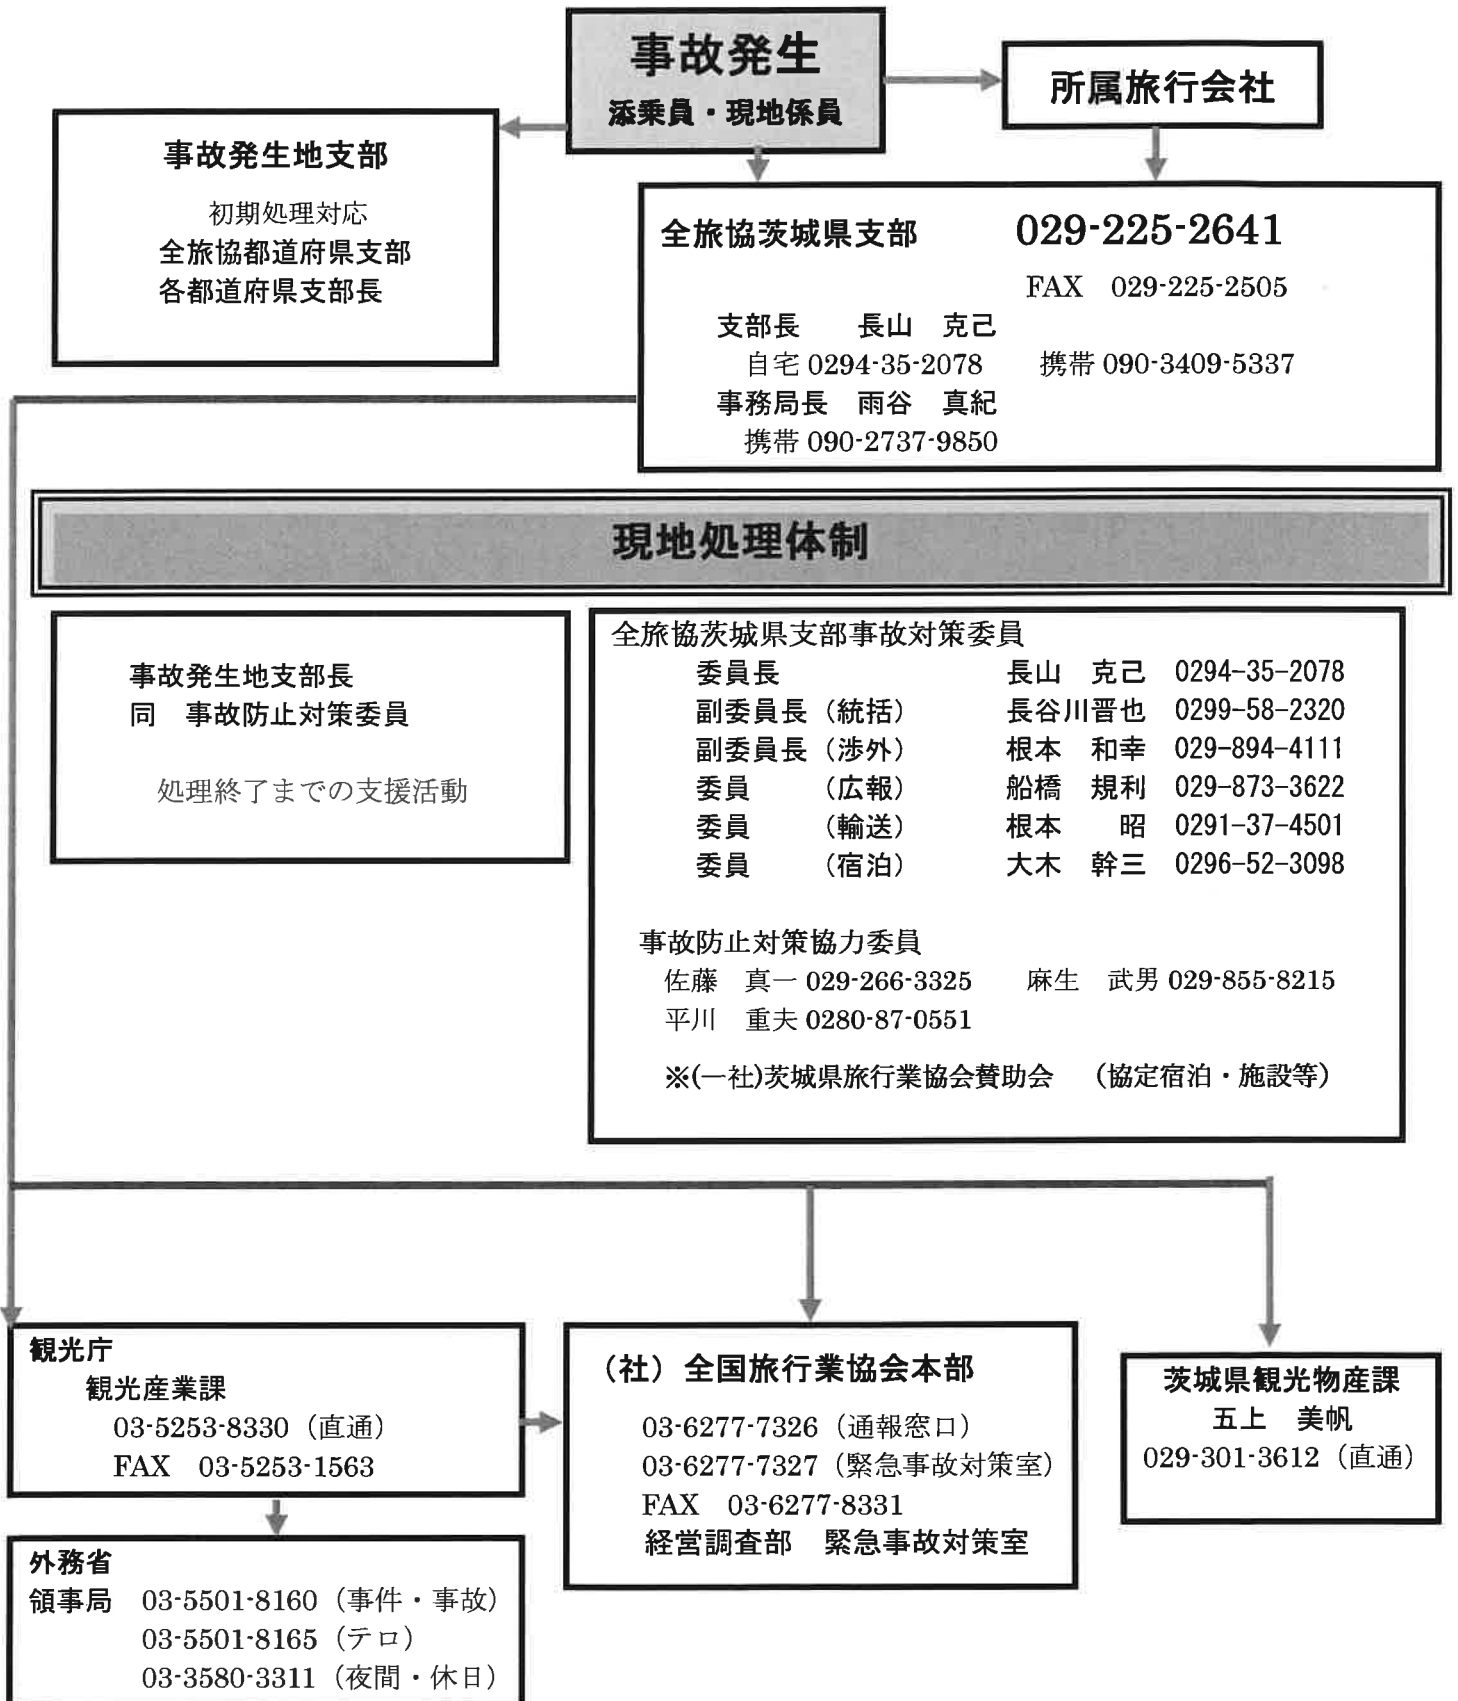 事故発生
添乗員・現地係員
所属旅行会社
事故発生地支部
初期処理対応
全旅協都道府県支部
各都道府県支部長
全旅協茨城県支部　029-225-2641
FAX　029-225-2505
支部長　長山　克己
自宅 0294-35-2078　携帯 090-3409-5337
事務局長　雨谷　真紀
携帯 090-2737-9850
現地処理体制
事故発生地支部長
同　事故防止対策委員
処理終了までの支援活動
全旅協茨城県支部事故対策委員
委員長　長山　克己　0294-35-2078
副委員長（統括）　長谷川晋也　0299-58-2320
副委員長（渉外）　根本　和幸　029-894-4111
委員　（広報）　船橋　規利　029-873-3622
委員　（輸送）　根本　昭　0291-37-4501
委員　（宿泊）　大木　幹三　0296-52-3098
事故防止対策協力委員
佐藤　真一 029-266-3325　麻生　武男 029-855-8215
平川　重夫 0280-87-0551
※(一社)茨城県旅行業協会賛助会　（協定宿泊・施設等）
観光庁
観光産業課
03-5253-8330（直通）
FAX　03-5253-1563
（社）全国旅行業協会本部
03-6277-7326（通報窓口）
03-6277-7327（緊急事故対策室）
FAX　03-6277-8331
経営調査部　緊急事故対策室
茨城県観光物産課
五上　美帆
029-301-3612（直通）
外務省
領事局　03-5501-8160（事件・事故）
03-5501-8165（テロ）
03-3580-3311（夜間・休日）